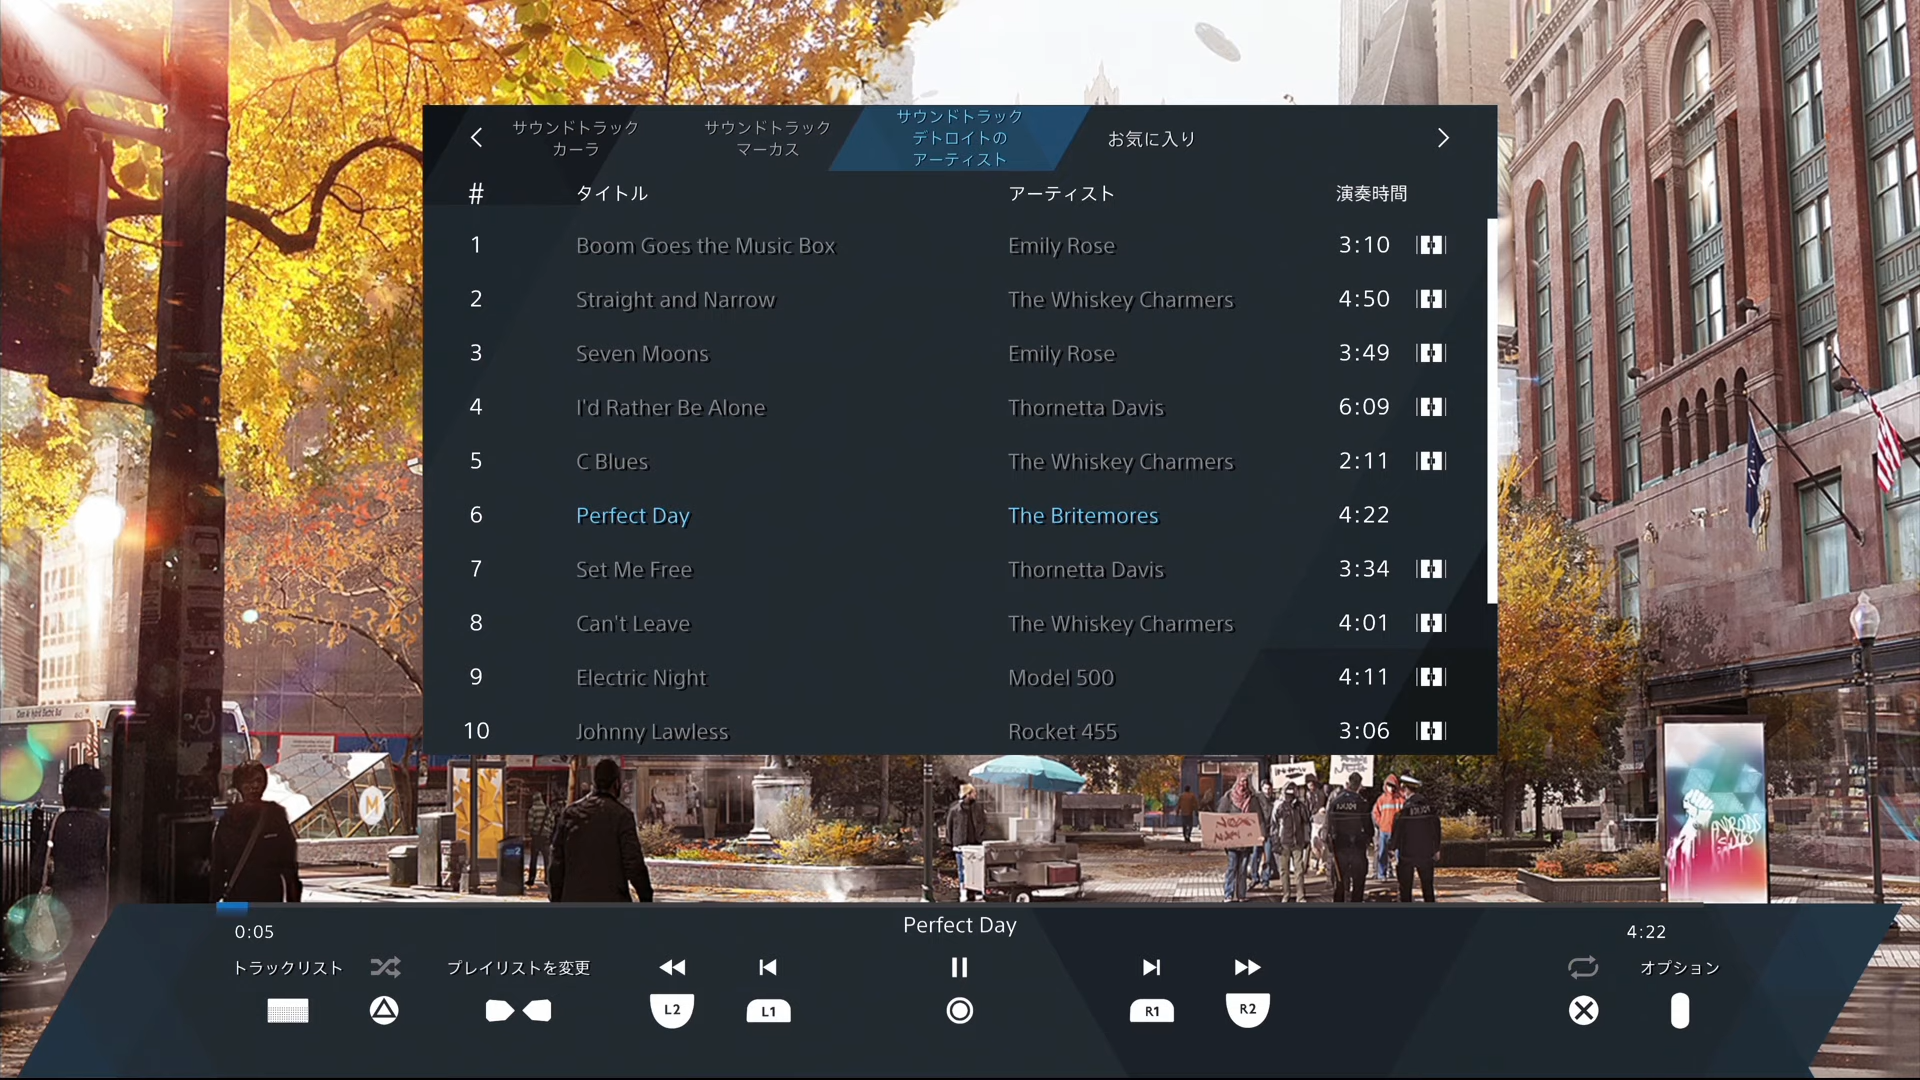 サウンドトラック
カーラ
サウンドトラック
マーカス
サウンドトラック
デトロイトの
アーティスト
お気に入り
# タイトル アーティスト 演奏時間
1 Boom Goes the Music Box Emily Rose 3:10
2 Straight and Narrow The Whiskey Charmers 4:50
3 Seven Moons Emily Rose 3:49
4 I'd Rather Be Alone Thornetta Davis 6:09
5 C Blues The Whiskey Charmers 2:11
6 Perfect Day The Britemores 4:22
7 Set Me Free Thornetta Davis 3:34
8 Can't Leave The Whiskey Charmers 4:01
9 Electric Night Model 500 4:11
10 Johnny Lawless Rocket 455 3:06
M
Perfect Day
0:05 4:22
トラックリスト プレイリストを変更 オプション
L2 L1 R1 R2